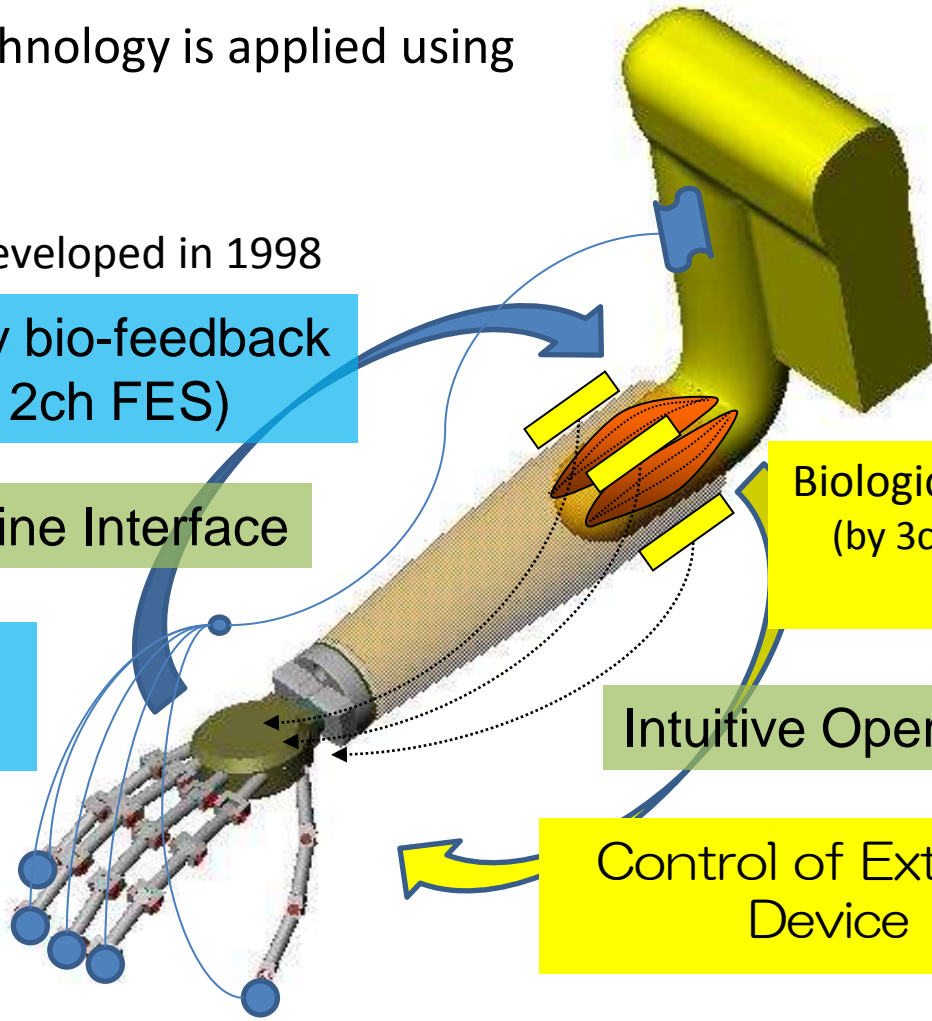 chnology is applied using
eveloped in 1998
y bio-feedback
2ch FES)
ine Interface
Biologic
(by 3c
Intuitive Oper
Control of Ext
Device